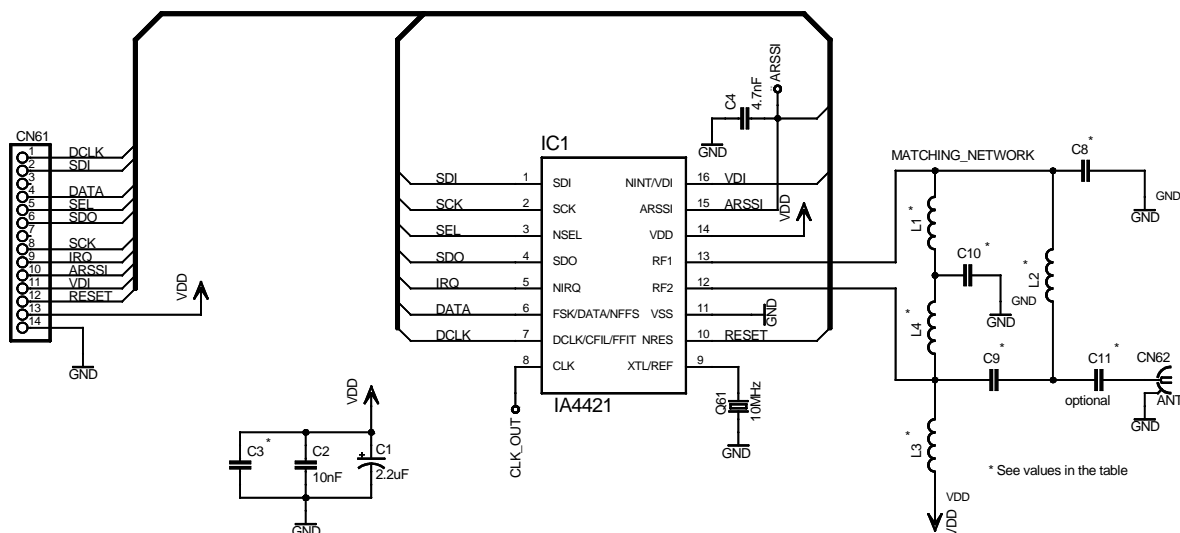 CN61
1 DCLK
2 SDI
3
4 DATA
5 SEL
6 SDO
7
8 SCK
9 IRQ
10 ARSSI
11 VDI
12 RESET
13
14
VDD
GND
VDD
C3 *
C2
10nF
+ C1
2.2uF
GND
IC1
SDI 1 SDI
SCK 2 SCK
SEL 3 NSEL
SDO 4 SDO
IRQ 5 NIRQ
DATA 6 FSK/DATA/NFFS
DCLK 7 DCLK/CFIL/FFIT
8 CLK
NINT/VDI 16 VDI
ARSSI 15 ARSSI
VDD 14
RF1 13
RF2 12
VSS 11
NRES 10 RESET
XTL/REF 9
IA4421
CLK_OUT
C4
4.7nF
GND
ARSSI
VDD
GND
Q61
10MHz
GND
MATCHING_NETWORK
C8 *
GND
GND
L1 *
C10 *
GND
GND
L2 *
L4 *
C9 *
C11 *
optional
CN62
ANT
GND
L3 *
* See values in the table
VDD
VDD